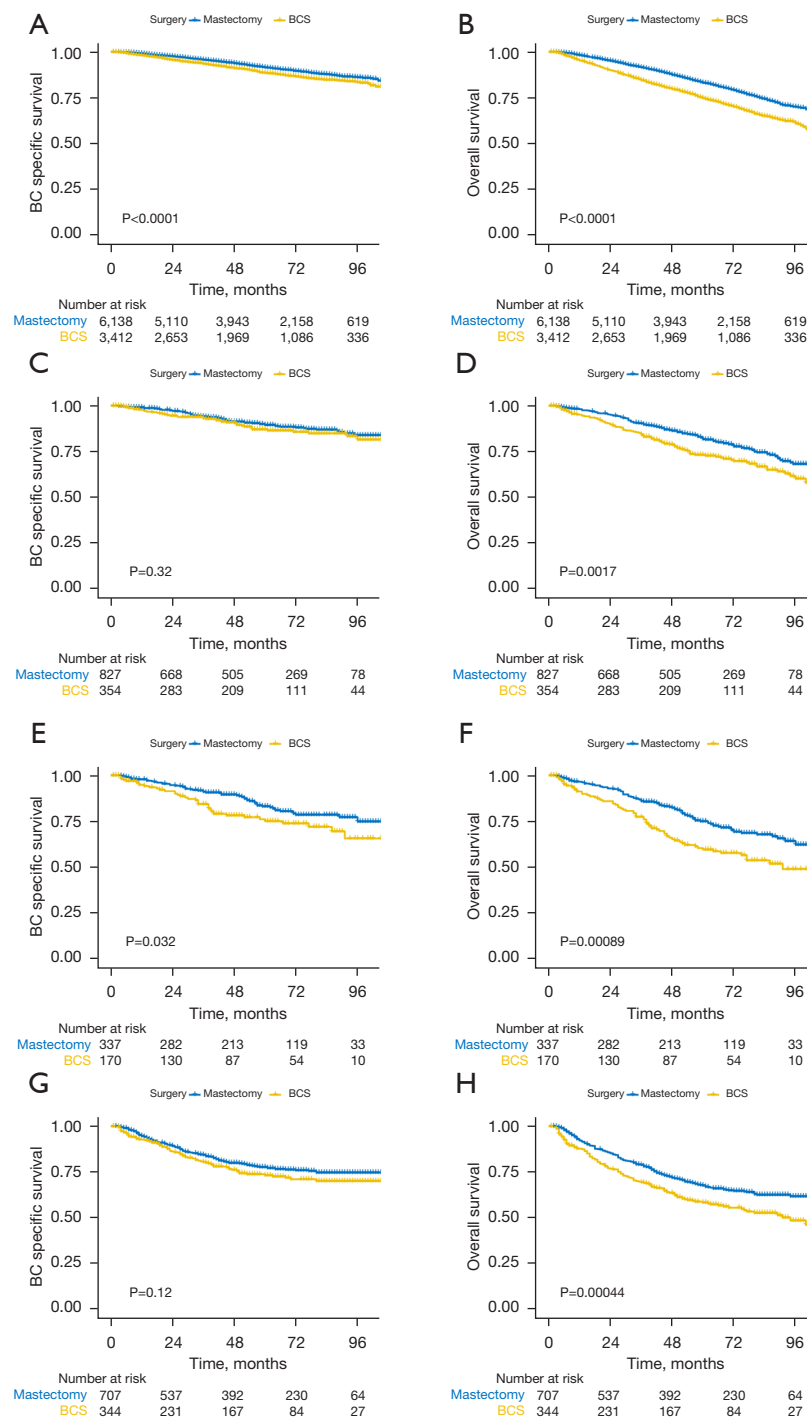 A
Surgery Mastectomy BCS
1.00
0.75
0.50
0.25
0.00
BC specific survival
P<0.0001
0 24 48 72 96
Time, months
Number at risk
Mastectomy 6,138 5,110 3,943 2,158 619
BCS 3,412 2,653 1,969 1,086 336
B
Surgery Mastectomy BCS
1.00
0.75
0.50
0.25
0.00
Overall survival
P<0.0001
0 24 48 72 96
Time, months
Number at risk
Mastectomy 6,138 5,110 3,943 2,158 619
BCS 3,412 2,653 1,969 1,086 336
C
Surgery Mastectomy BCS
1.00
0.75
0.50
0.25
0.00
BC specific survival
P=0.32
0 24 48 72 96
Time, months
Number at risk
Mastectomy 827 668 505 269 78
BCS 354 283 209 111 44
D
Surgery Mastectomy BCS
1.00
0.75
0.50
0.25
0.00
Overall survival
P=0.0017
0 24 48 72 96
Time, months
Number at risk
Mastectomy 827 668 505 269 78
BCS 354 283 209 111 44
E
Surgery Mastectomy BCS
1.00
0.75
0.50
0.25
0.00
BC specific survival
P=0.032
0 24 48 72 96
Time, months
Number at risk
Mastectomy 337 282 213 119 33
BCS 170 130 87 54 10
F
Surgery Mastectomy BCS
1.00
0.75
0.50
0.25
0.00
Overall survival
P=0.00089
0 24 48 72 96
Time, months
Number at risk
Mastectomy 337 282 213 119 33
BCS 170 130 87 54 10
G
Surgery Mastectomy BCS
1.00
0.75
0.50
0.25
0.00
BC specific survival
P=0.12
0 24 48 72 96
Time, months
Number at risk
Mastectomy 707 537 392 230 64
BCS 344 231 167 84 27
H
Surgery Mastectomy BCS
1.00
0.75
0.50
0.25
0.00
Overall survival
P=0.00044
0 24 48 72 96
Time, months
Number at risk
Mastectomy 707 537 392 230 64
BCS 344 231 167 84 27